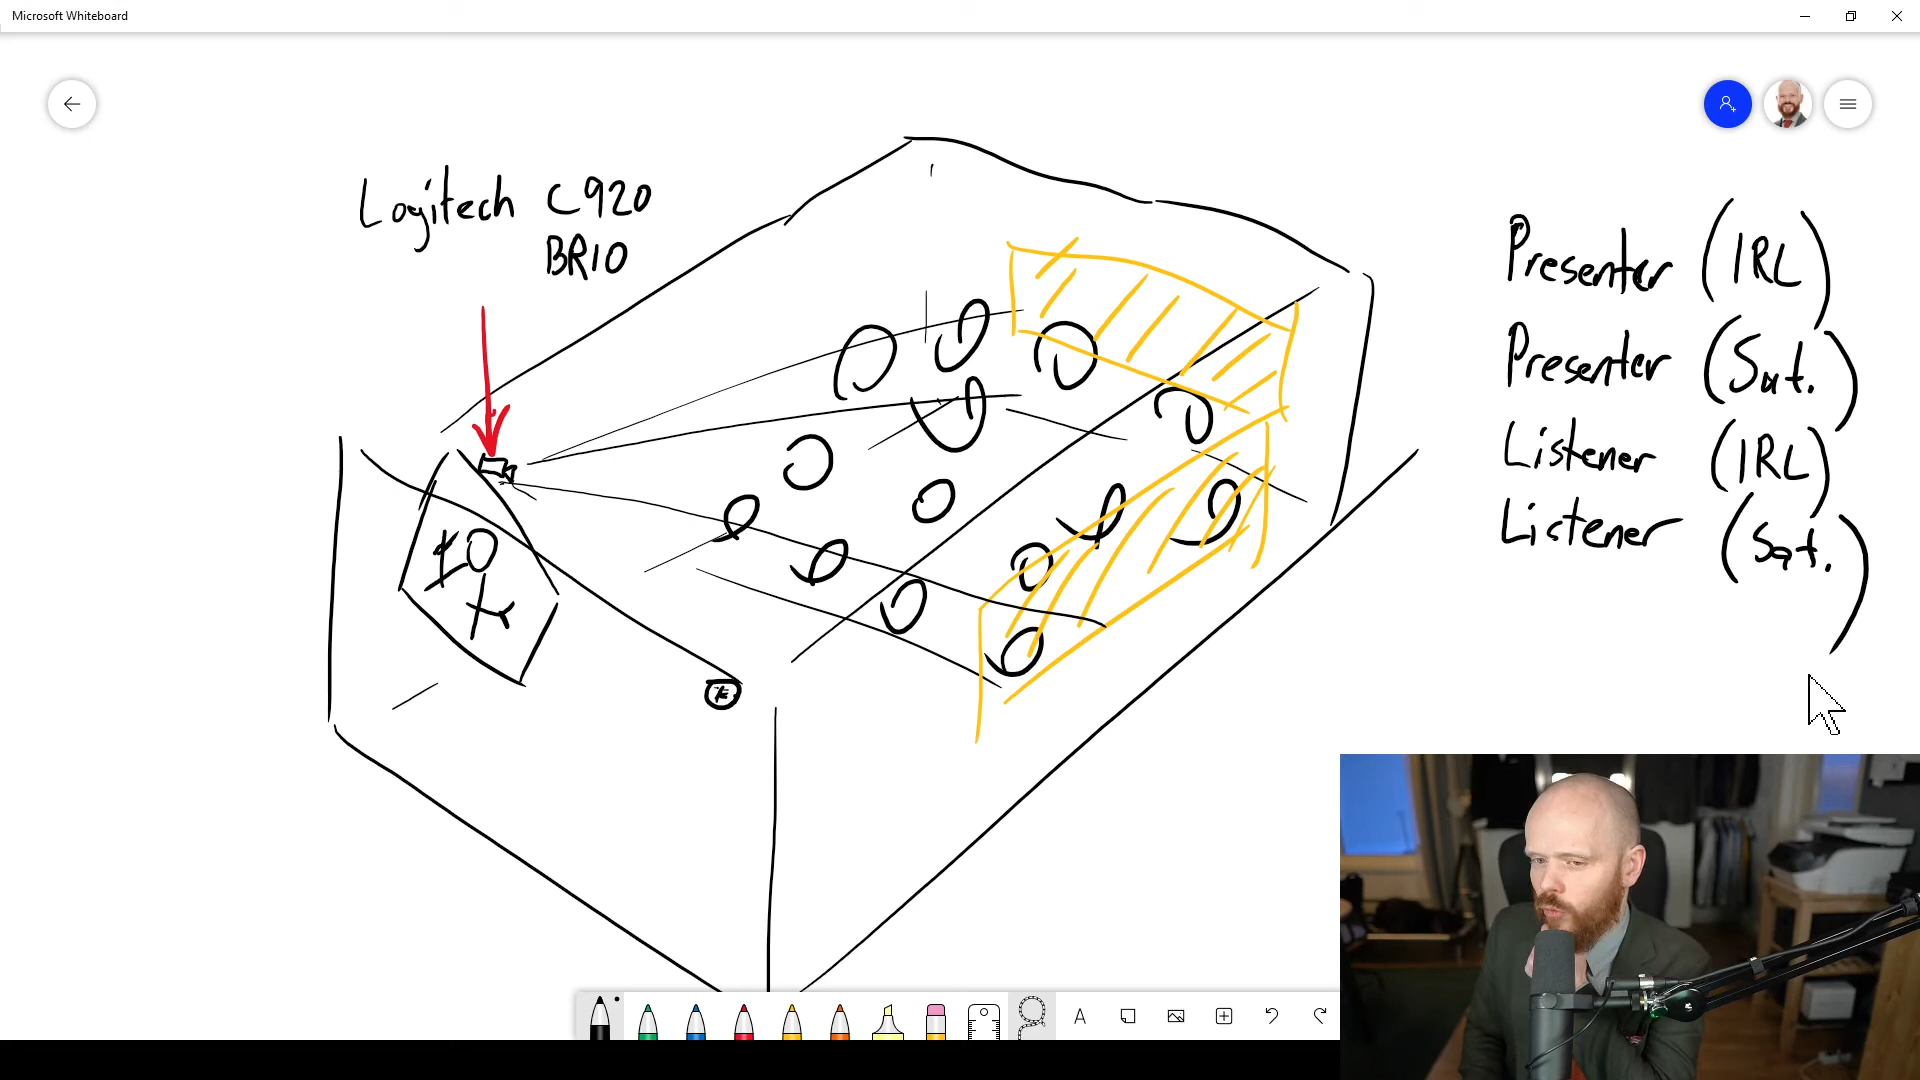 Microsoft Whiteboard
Logitech C920
BRIO
Presenter (IRL)
Presenter (Sat.)
Listener (IRL)
Listener (Sat.)
A